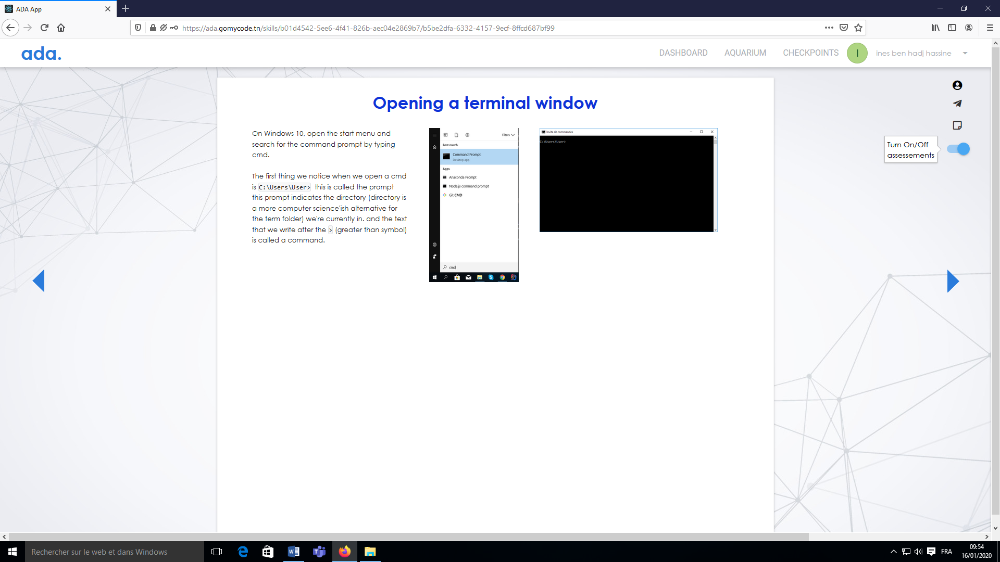 ADA App
https://ada.gomycode.tn/skills/b01d4542-5ee6-4f41-826b-aec04e2869b7/b5be2dfa-6332-4157-9ecf-8ffcd687bf99
ada.
DASHBOARD
AQUARIUM
CHECKPOINTS
I
ines ben hadj hassine
Opening a terminal window
On Windows 10, open the start menu and
search for the command prompt by typing
cmd.
The first thing we notice when we open a cmd
is C:\Users\User> this is called the prompt
this prompt indicates the directory (directory is
a more computer science'ish alternative for
the term folder) we're currently in. and the text
that we write after the > (greater than symbol)
is called a command.
Filters
Best match
Command Prompt
Desktop app
Apps
Anaconda Prompt
Node.js command prompt
Git CMD
cmd
Invite de commandes
C:\Users\User>
Turn On/Off
assessements
Rechercher sur le web et dans Windows
FRA
09:54
16/01/2020